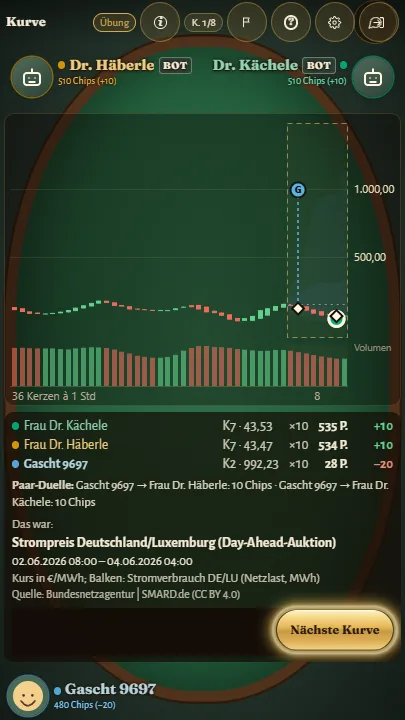 Kurve
Übung
K. 1/8
Dr. Häberle BOT
510 Chips (+10)
Dr. Kächele BOT
510 Chips (+10)
G
1.000,00
500,00
Volumen
36 Kerzen à 1 Std
8
Frau Dr. Kächele K7 · 43,53 ×10 535 P. +10
Frau Dr. Häberle K7 · 43,47 ×10 534 P. +10
Gascht 9697 K2 · 992,23 ×10 28 P. −20
Paar-Duelle: Gascht 9697 → Frau Dr. Häberle: 10 Chips · Gascht 9697 → Frau Dr.
Kächele: 10 Chips
Das war:
Strompreis Deutschland/Luxemburg (Day-Ahead-Auktion)
02.06.2026 08:00 – 04.06.2026 04:00
Kurs in €/MWh; Balken: Stromverbrauch DE/LU (Netzlast, MWh)
Quelle: Bundesnetzagentur | SMARD.de (CC BY 4.0)
Nächste Kurve
Gascht 9697
480 Chips (−20)